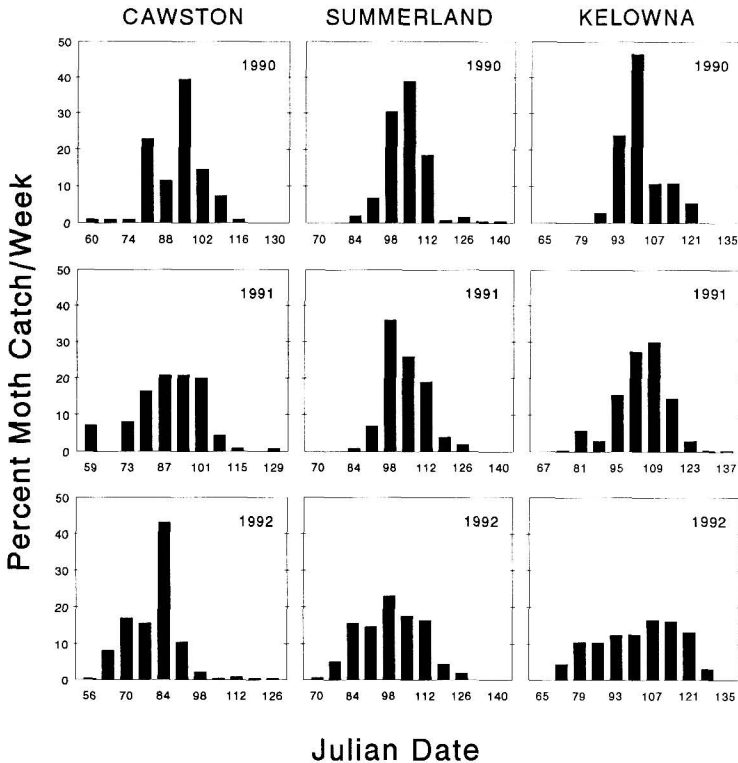 CAWSTON SUMMERLAND KELOWNA
Percent Moth Catch/Week
50 1990 1990 1990
40
30
20
10
0
60 74 88 102 116 130 70 84 98 112 126 140 65 79 93 107 121 135
50 1991 1991 1991
40
30
20
10
0
59 73 87 101 115 129 70 84 98 112 126 140 67 81 95 109 123 137
50 1992 1992 1992
40
30
20
10
0
56 70 84 98 112 126 70 84 98 112 126 140 65 79 93 107 121 135
Julian Date